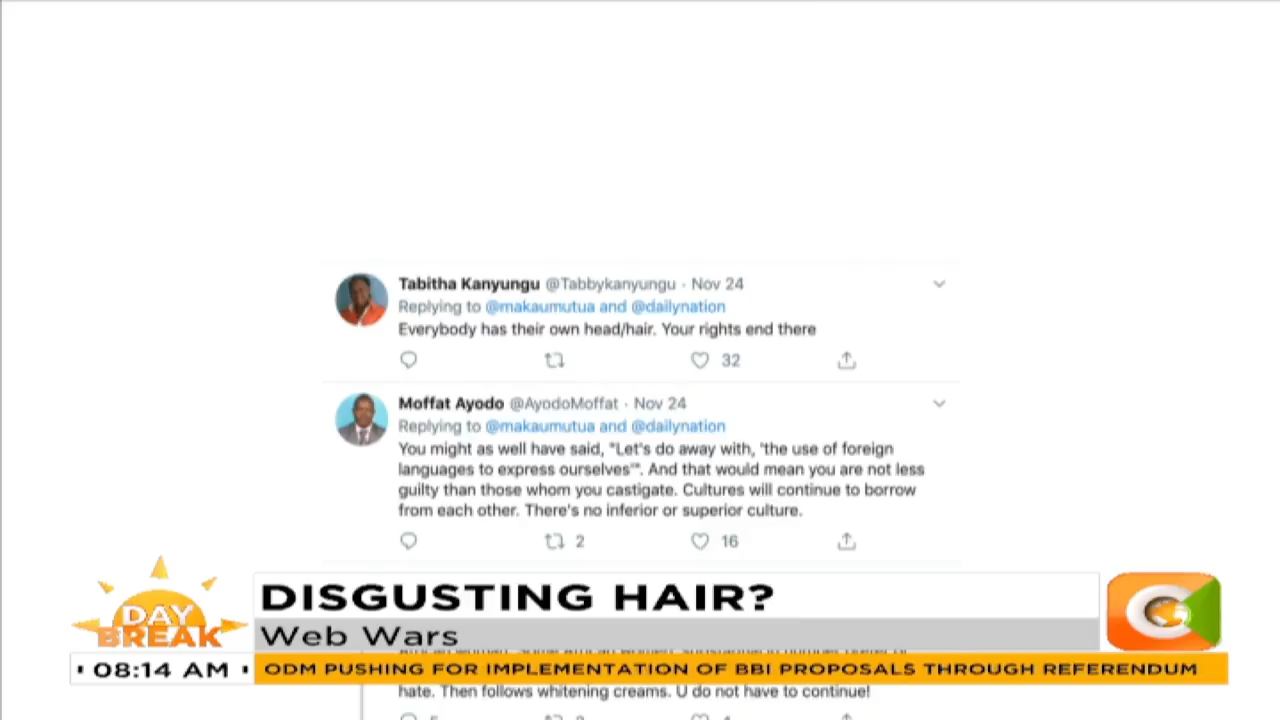 Tabitha Kanyungu @Tabbykanyungu · Nov 24
Replying to @makaumutua and @dailynation
Everybody has their own head/hair. Your rights end there
32
Moffat Ayodo @AyodoMoffat · Nov 24
Replying to @makaumutua and @dailynation
You might as well have said, "Let's do away with, 'the use of foreign
languages to express ourselves'". And that would mean you are not less
guilty than those whom you castigate. Cultures will continue to borrow
from each other. There's no inferior or superior culture.
2 16
DAY
BREAK
DISGUSTING HAIR?
Web Wars
08:14 AM
ODM PUSHING FOR IMPLEMENTATION OF BBI PROPOSALS THROUGH REFERENDUM
hate. Then follows whitening creams. U do not have to continue!